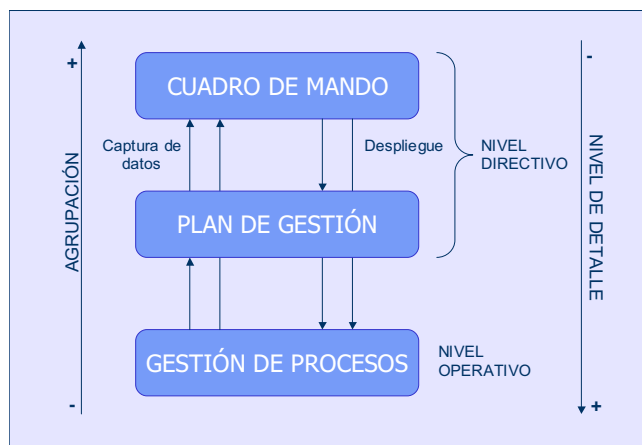 +
-
CUADRO DE MANDO
Captura de
datos
Despliegue
NIVEL
DIRECTIVO
AGRUPACIÓN
NIVEL DE DETALLE
PLAN DE GESTIÓN
GESTIÓN DE PROCESOS
NIVEL
OPERATIVO
-
+